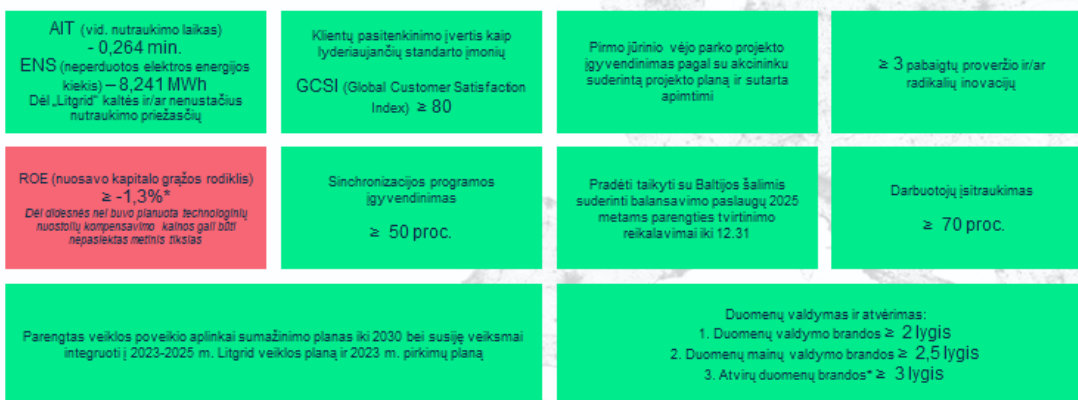 AIT (vid. nutraukimo laikas)
- 0,264 min.
ENS (neperduotos elektros energijos
kiekis) – 8,241 MWh
Dėl „Litgrid" kaltės ir/ar nenustačius
nutraukimo priežasčių
Klientų pasitenkinimo įvertis kaip
lyderiaujančių standarto įmonių
GCSI (Global Customer Satisfaction
Index) ≥ 80
Pirmo jūrinio vėjo parko projekto
įgyvendinimas pagal su akcininku
suderintą projekto planą ir sutarta
apimtimi
≥ 3 pabaigtų proveržio ir/ar
radikalių inovacijų
ROE (nuosavo kapitalo grąžos rodiklis)
≥ -1,3%*
Dėl didesnės nei buvo planuota technologinių
nuostolių kompensavimo kainos gali būti
nepasiektas metinis tikslas
Sinchronizacijos programos
įgyvendinimas
≥ 50 proc.
Pradėti taikyti su Baltijos šalimis
suderinti balansavimo paslaugų 2025
metams parengties tvirtinimo
reikalavimai iki 12.31
Darbuotojų įsitraukimas
≥ 70 proc.
Parengtas veiklos poveikio aplinkai sumažinimo planas iki 2030 bei susiję veiksmai
integruoti į 2023-2025 m. Litgrid veiklos planą ir 2023 m. pirkimų planą
Duomenų valdymas ir atvėrimas:
1. Duomenų valdymo brandos ≥ 2 lygis
2. Duomenų mainų valdymo brandos ≥ 2,5 lygis
3. Atvirų duomenų brandos* ≥ 3 lygis